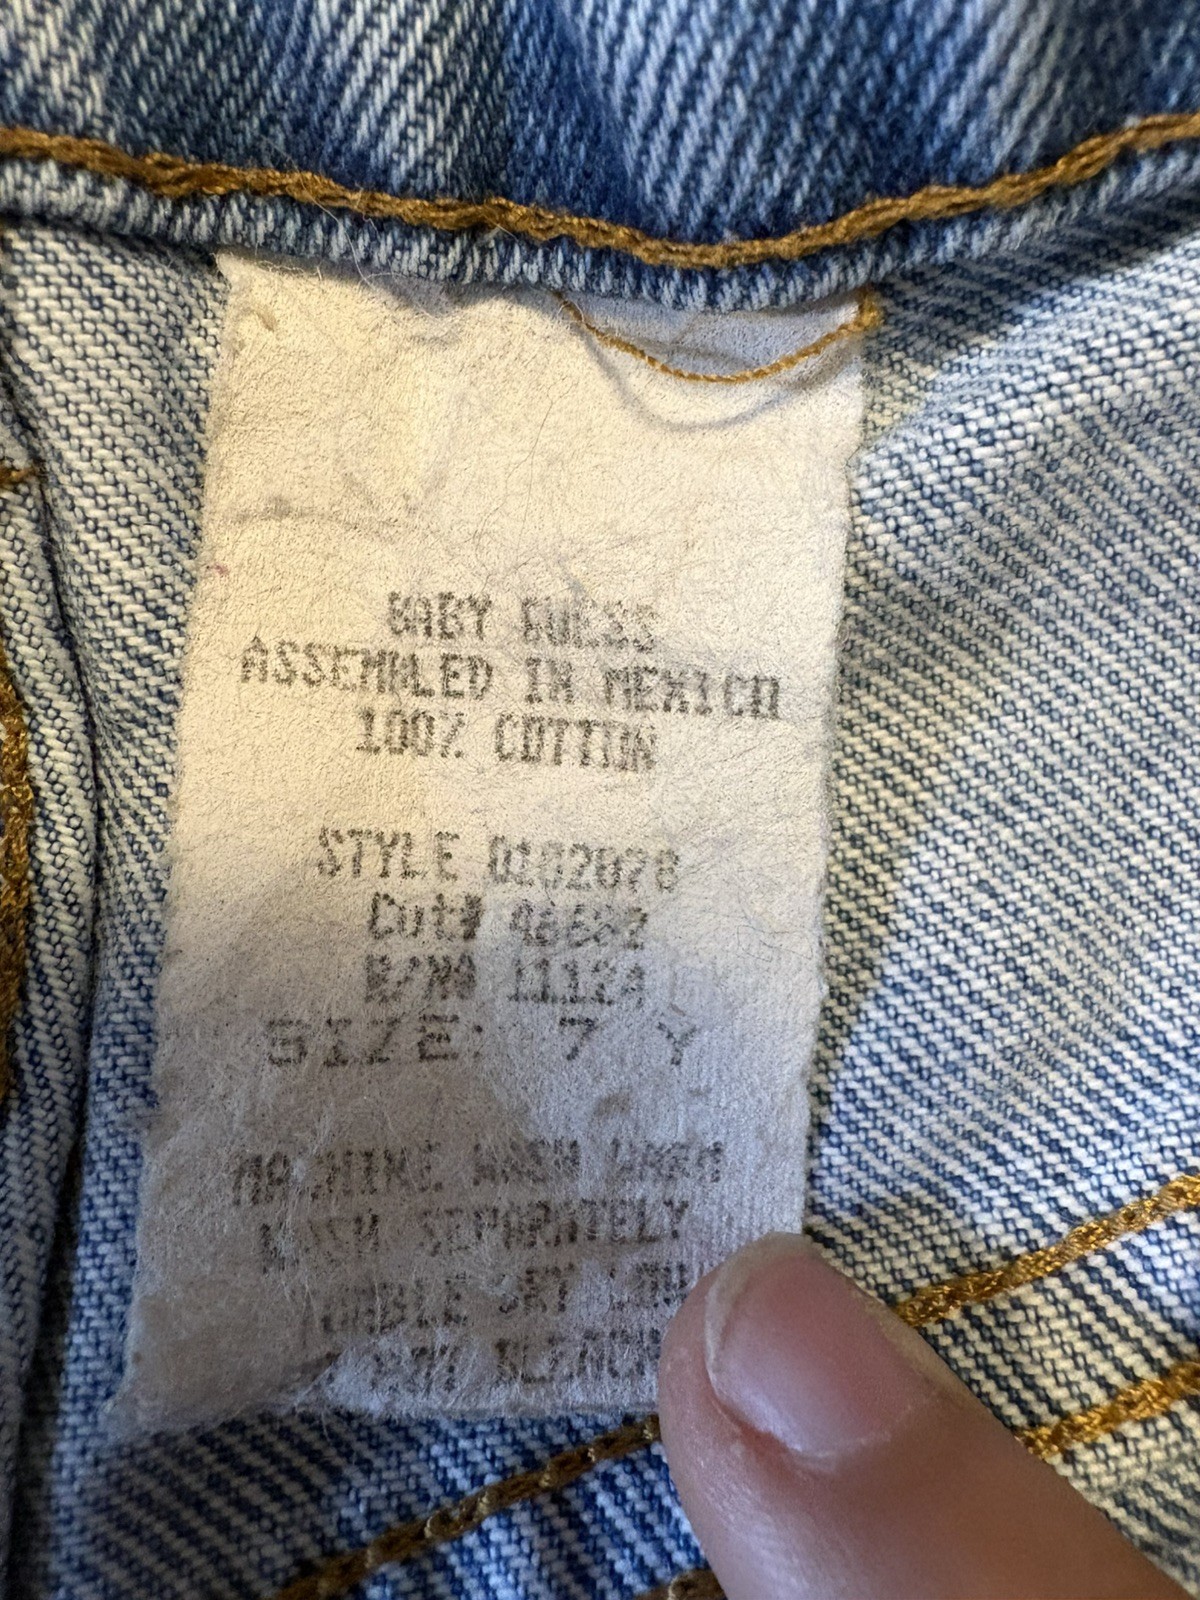 BABY GUESS
ASSEMBLED IN MEXICO
100% COTTON
STYLE
Cut#
11124
SIZE: 7 Y
MACHINE WASH WARM
WASH SEPARATELY
TUMBLE DRY LOW